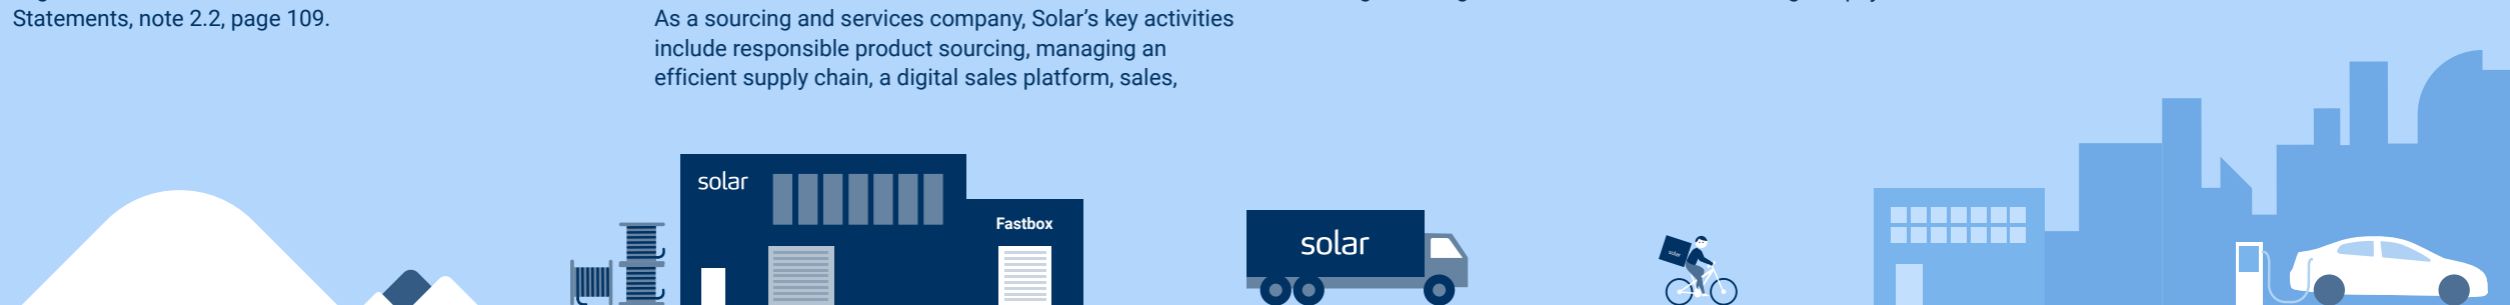 Statements, note 2.2, page 109.
As a sourcing and services company, Solar’s key activities
include responsible product sourcing, managing an
efficient supply chain, a digital sales platform, sales,
solar
Fastbox
solar
solar